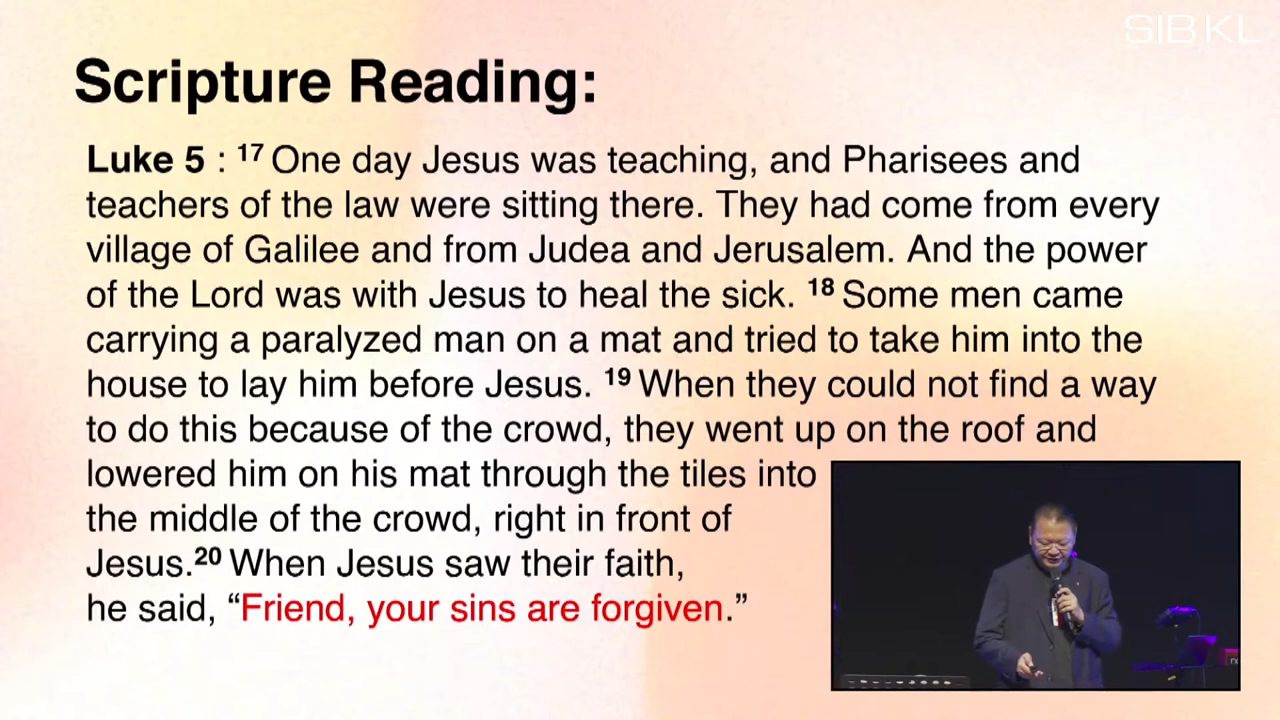 SIB KL
Scripture Reading:
Luke 5 : 17 One day Jesus was teaching, and Pharisees and
teachers of the law were sitting there. They had come from every
village of Galilee and from Judea and Jerusalem. And the power
of the Lord was with Jesus to heal the sick. 18 Some men came
carrying a paralyzed man on a mat and tried to take him into the
house to lay him before Jesus. 19 When they could not find a way
to do this because of the crowd, they went up on the roof and
lowered him on his mat through the tiles into
the middle of the crowd, right in front of
Jesus.20 When Jesus saw their faith,
he said, “Friend, your sins are forgiven.”